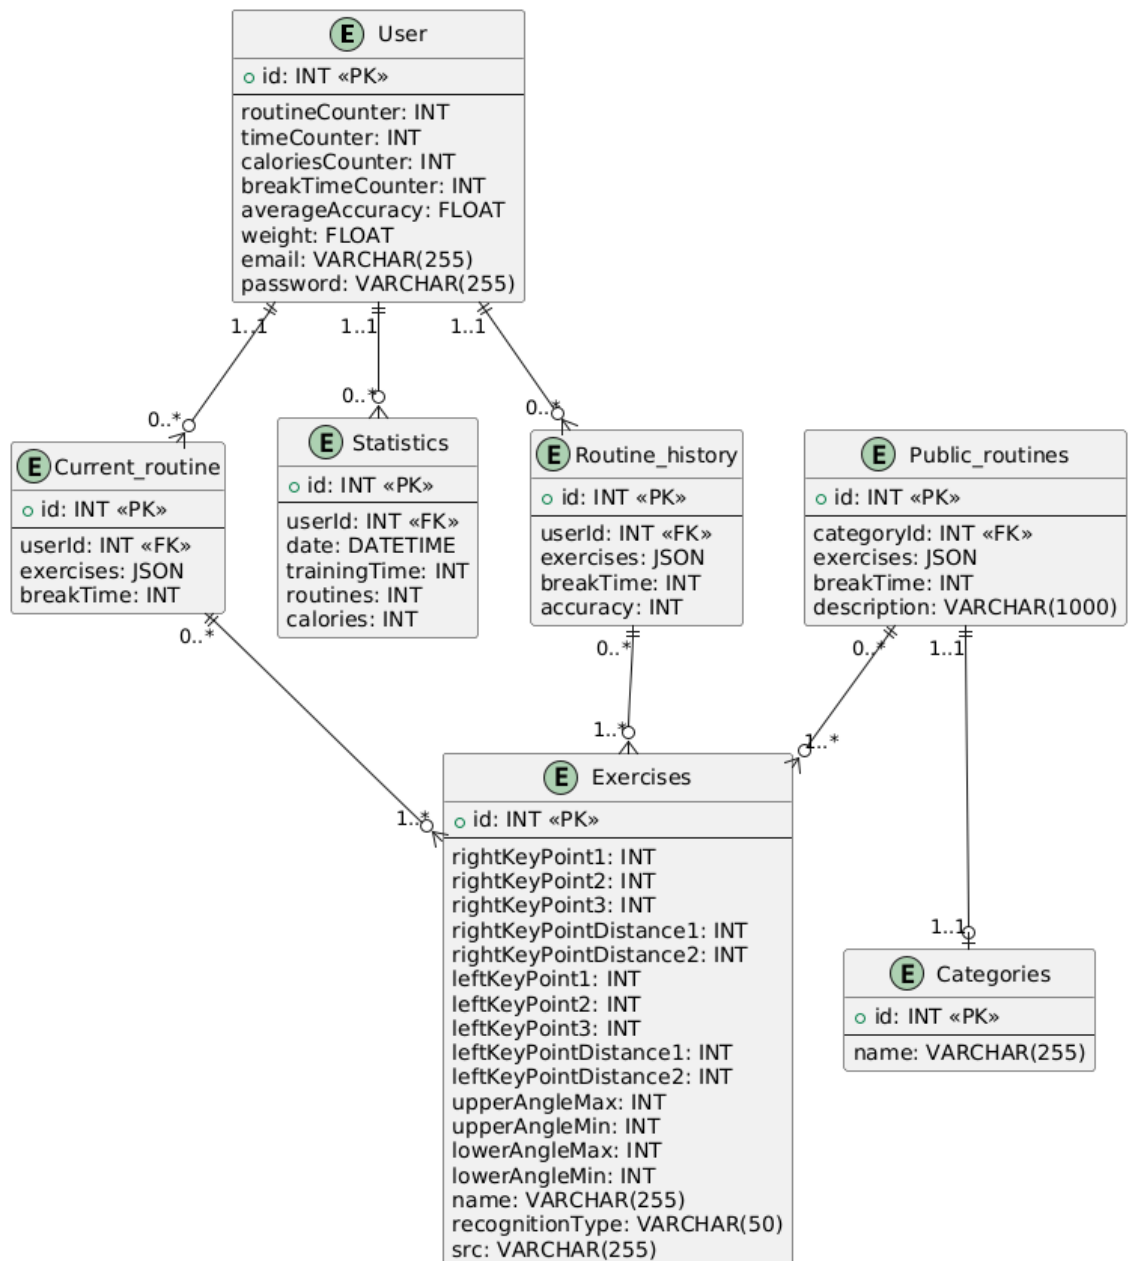 E User
id: INT «PK»
routineCounter: INT
timeCounter: INT
caloriesCounter: INT
breakTimeCounter: INT
averageAccuracy: FLOAT
weight: FLOAT
email: VARCHAR(255)
password: VARCHAR(255)
1..1
1..1
1..1
0..*
0..*
0..*
E Current_routine
id: INT «PK»
userId: INT «FK»
exercises: JSON
breakTime: INT
E Statistics
id: INT «PK»
userId: INT «FK»
date: DATETIME
trainingTime: INT
routines: INT
calories: INT
E Routine_history
id: INT «PK»
userId: INT «FK»
exercises: JSON
breakTime: INT
accuracy: INT
E Public_routines
id: INT «PK»
categoryId: INT «FK»
exercises: JSON
breakTime: INT
description: VARCHAR(1000)
0..*
0..*
0..*
1..1
1..*
1..*
1..*
1..1
E Exercises
id: INT «PK»
rightKeyPoint1: INT
rightKeyPoint2: INT
rightKeyPoint3: INT
rightKeyPointDistance1: INT
rightKeyPointDistance2: INT
leftKeyPoint1: INT
leftKeyPoint2: INT
leftKeyPoint3: INT
leftKeyPointDistance1: INT
leftKeyPointDistance2: INT
upperAngleMax: INT
upperAngleMin: INT
lowerAngleMax: INT
lowerAngleMin: INT
name: VARCHAR(255)
recognitionType: VARCHAR(50)
src: VARCHAR(255)
E Categories
id: INT «PK»
name: VARCHAR(255)